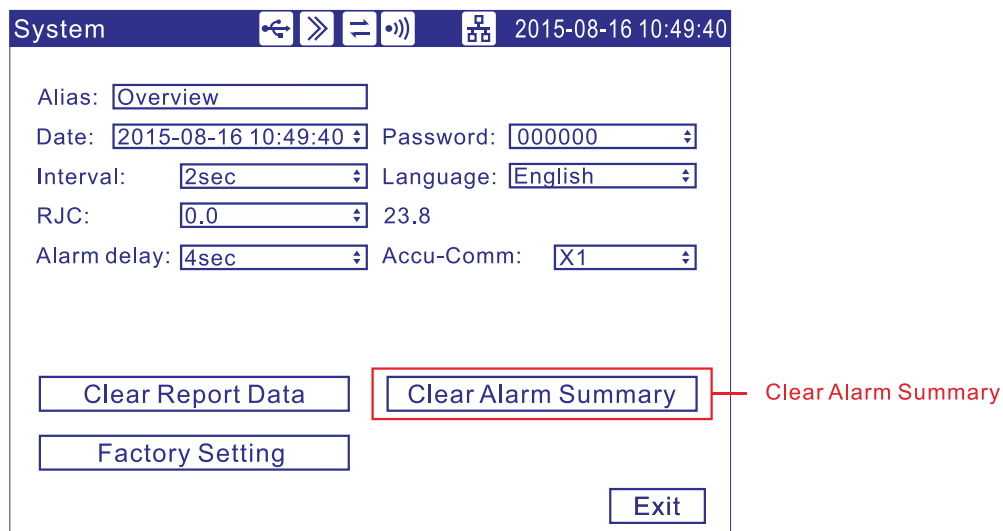 System 2015-08-16 10:49:40
Alias: Overview
Date: 2015-08-16 10:49:40 Password: 000000
Interval: 2sec Language: English
RJC: 0.0 23.8
Alarm delay: 4sec Accu-Comm: X1
Clear Report Data Clear Alarm Summary Clear Alarm Summary
Factory Setting
Exit